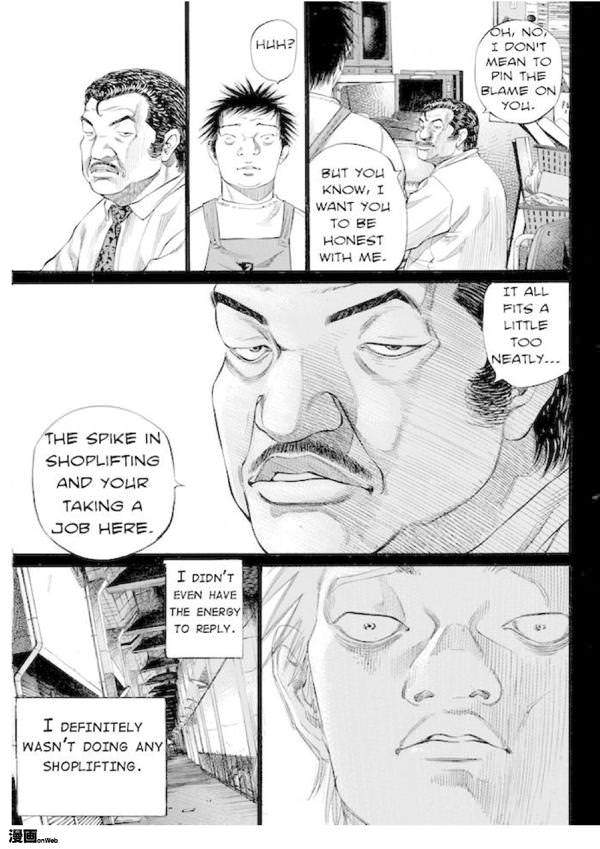 OH, NO,
I DON'T
MEAN TO
PIN THE
BLAME ON
YOU.
BUT YOU
KNOW, I
WANT YOU
TO BE
HONEST
WITH ME.
HUH?
IT ALL
FITS A
LITTLE
TOO
NEATLY...
THE SPIKE IN
SHOPLIFTING
AND YOUR
TAKING A
JOB HERE.
I DIDN'T
EVEN HAVE
THE ENERGY
TO REPLY.
I DEFINITELY
WASN'T DOING ANY
SHOPLIFTING.
漫画onWeb